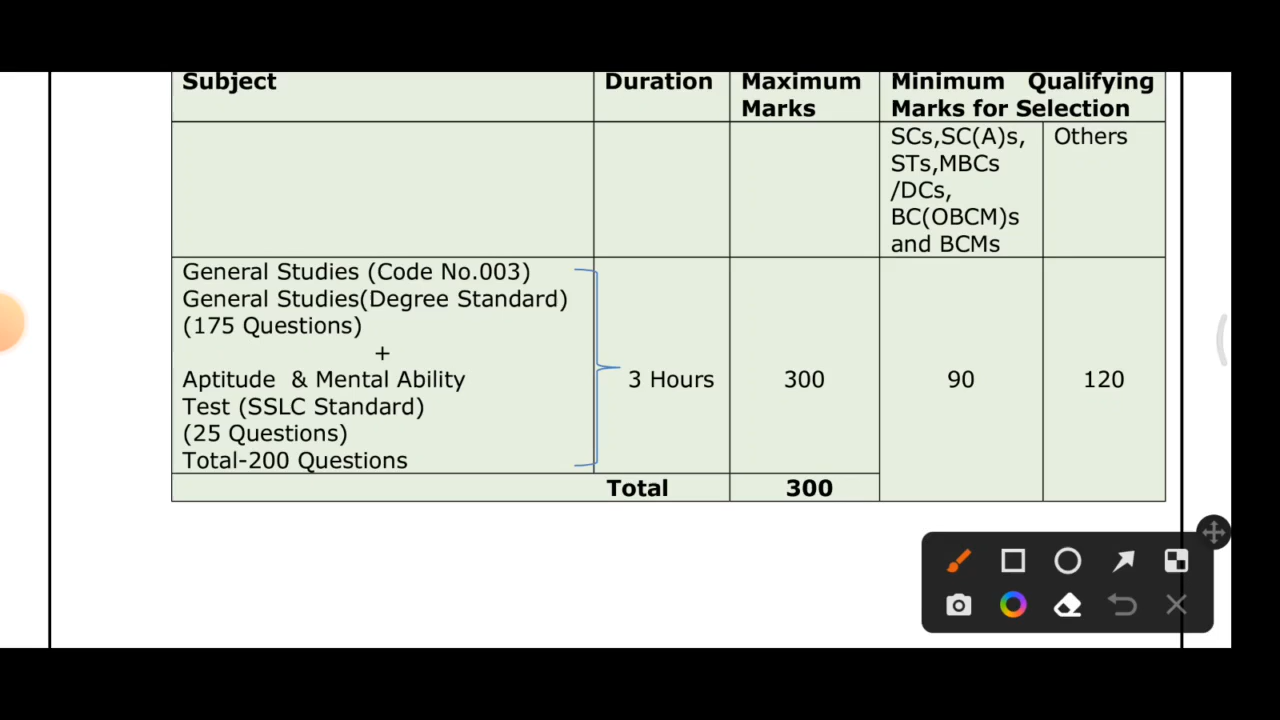 Subject
Duration
Maximum
Marks
Minimum Qualifying
Marks for Selection
SCs,SC(A)s,
STs,MBCs
/DCs,
BC(OBCM)s
and BCMs
Others
General Studies (Code No.003)
General Studies(Degree Standard)
(175 Questions)
+
Aptitude & Mental Ability
Test (SSLC Standard)
(25 Questions)
Total-200 Questions
3 Hours
300
90
120
Total
300